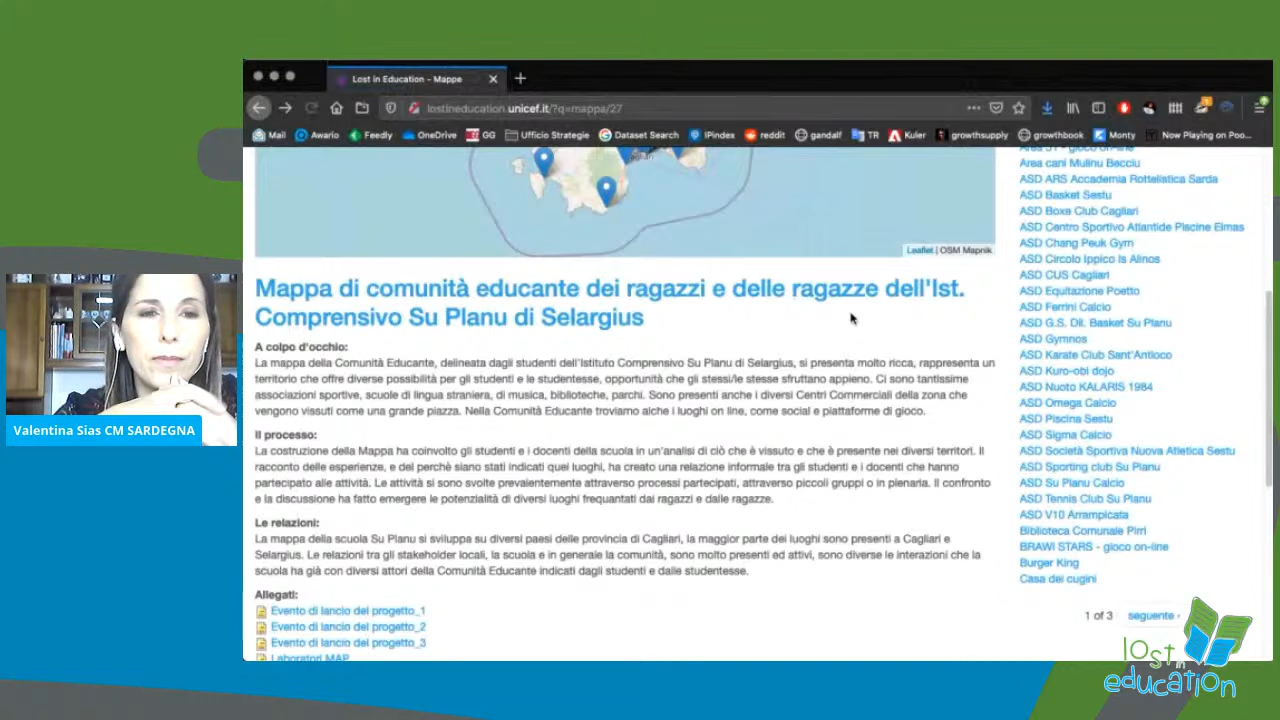 Lost in Education - Mappe
lostineducation.unicef.it/?q=mappa/27
Mail Awario Feedly OneDrive GG Ufficio Strategie Dataset Search IPindex reddit gandalf TR Kuler growthsupply growthbook Monty Now Playing on Poo...
Leaflet | OSM Mapnik
Mappa di comunità educante dei ragazzi e delle ragazze dell'Ist.
Comprensivo Su Planu di Selargius
A colpo d'occhio:
La mappa della Comunità Educante, delineata dagli studenti dell'Istituto Comprensivo Su Planu di Selargius, si presenta molto ricca, rappresenta un
territorio che offre diverse possibilità per gli studenti e le studentesse, opportunità che gli stessi/le stesse sfruttano appieno. Ci sono tantissime
associazioni sportive, scuole di lingua straniera, di musica, biblioteche, parchi. Sono presenti anche i diversi Centri Commerciali della zona che
vengono vissuti come una grande piazza. Nella Comunità Educante troviamo alche i luoghi on line, come social e piattaforme di gioco.
Il processo:
La costruzione della Mappa ha coinvolto gli studenti e i docenti della scuola in un'analisi di ciò che è vissuto e che è presente nei diversi territori. Il
racconto delle esperienze, e del perchè siano stati indicati quei luoghi, ha creato una relazione informale tra gli studenti e i docenti che hanno
partecipato alle attività. Le attività si sono svolte prevalentemente attraverso processi partecipati, attraverso piccoli gruppi o in plenaria. Il confronto
e la discussione ha fatto emergere le potenzialità di diversi luoghi frequantati dai ragazzi e dalle ragazze.
Le relazioni:
La mappa della scuola Su Planu si sviluppa su diversi paesi delle provincia di Cagliari, la maggior parte dei luoghi sono presenti a Cagliari e
Selargius. Le relazioni tra gli stakeholder locali, la scuola e in generale la comunità, sono molto presenti ed attivi, sono diverse le interazioni che la
scuola ha già con diversi attori della Comunità Educante indicati dagli studenti e dalle studentesse.
Allegati:
Evento di lancio del progetto_1
Evento di lancio del progetto_2
Evento di lancio del progetto_3
Laboratori MAP
Area 51 - gioco on-line
Area cani Mulinu Becciu
ASD ARS Accademia Rottelistica Sarda
ASD Basket Sestu
ASD Boxe Club Cagliari
ASD Centro Sportivo Atlantide Piscine Elmas
ASD Chang Peuk Gym
ASD Circolo Ippico Is Alinos
ASD CUS Cagliari
ASD Equitazione Poetto
ASD Ferrini Calcio
ASD G.S. Dil. Basket Su Planu
ASD Gymnos
ASD Karate Club Sant'Antioco
ASD Kuro-obi dojo
ASD Nuoto KALARIS 1984
ASD Omega Calcio
ASD Piscina Sestu
ASD Sigma Calcio
ASD Società Sportiva Nuova Atletica Sestu
ASD Sporting club Su Planu
ASD Su Planu Calcio
ASD Tennis Club Su Planu
ASD V10 Arrampicata
Biblioteca Comunale Pirri
BRAWl STARS - gioco on-line
Burger King
Casa dei cugini
1 of 3 seguente ›
Valentina Sias CM SARDEGNA
lost
in
education